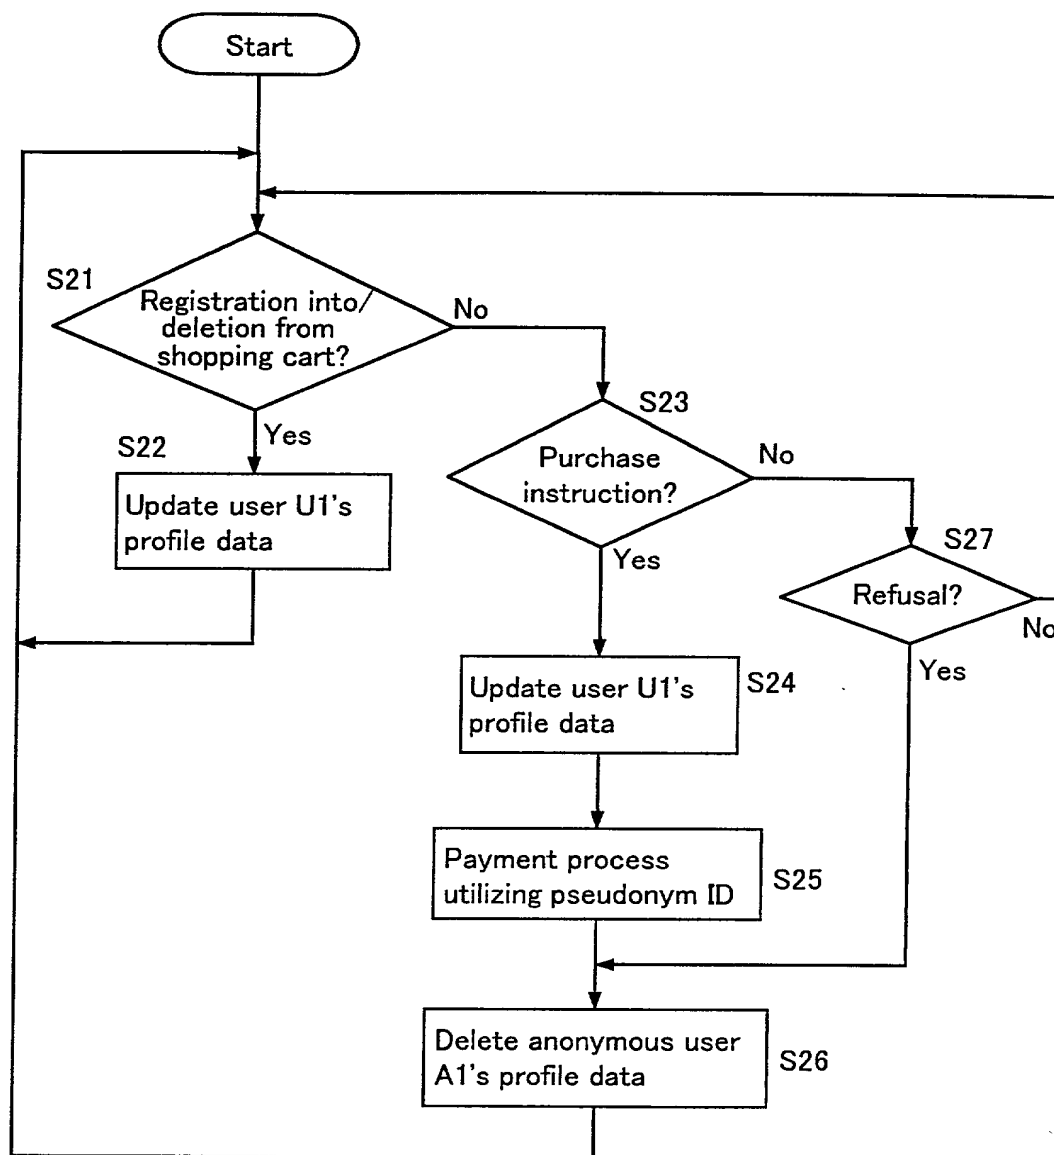 Start
S21
Registration into/
deletion from
shopping cart?
No
Yes
S22
Update user U1's
profile data
S23
Purchase
instruction?
No
Yes
S27
Refusal?
No
Yes
Update user U1's
profile data
S24
Payment process
utilizing pseudonym ID
S25
Delete anonymous user
A1's profile data
S26